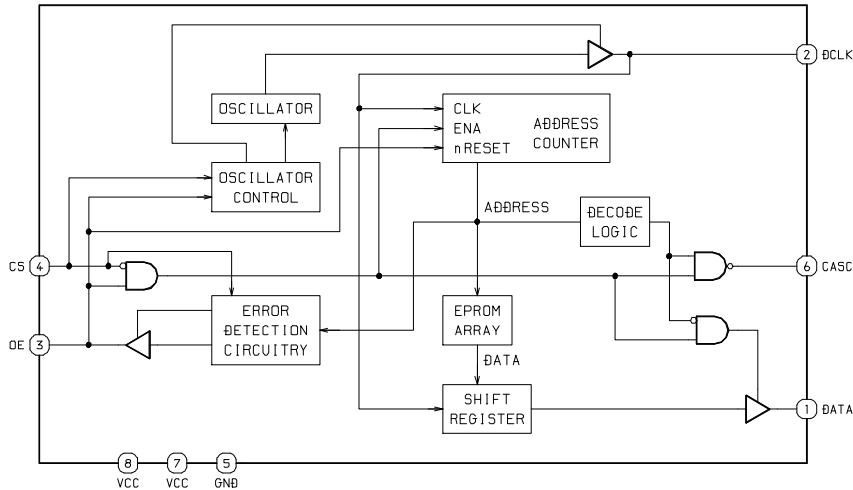 2 DCLK
OSCILLATOR
CLK
ENA
nRESET
ADDRESS
COUNTER
OSCILLATOR
CONTROL
ADDRESS
DECODE
LOGIC
CS 4
6 CASC
ERROR
DETECTION
CIRCUITRY
EPROM
ARRAY
OE 3
DATA
SHIFT
REGISTER
1 DATA
8 7 5
VCC VCC GND